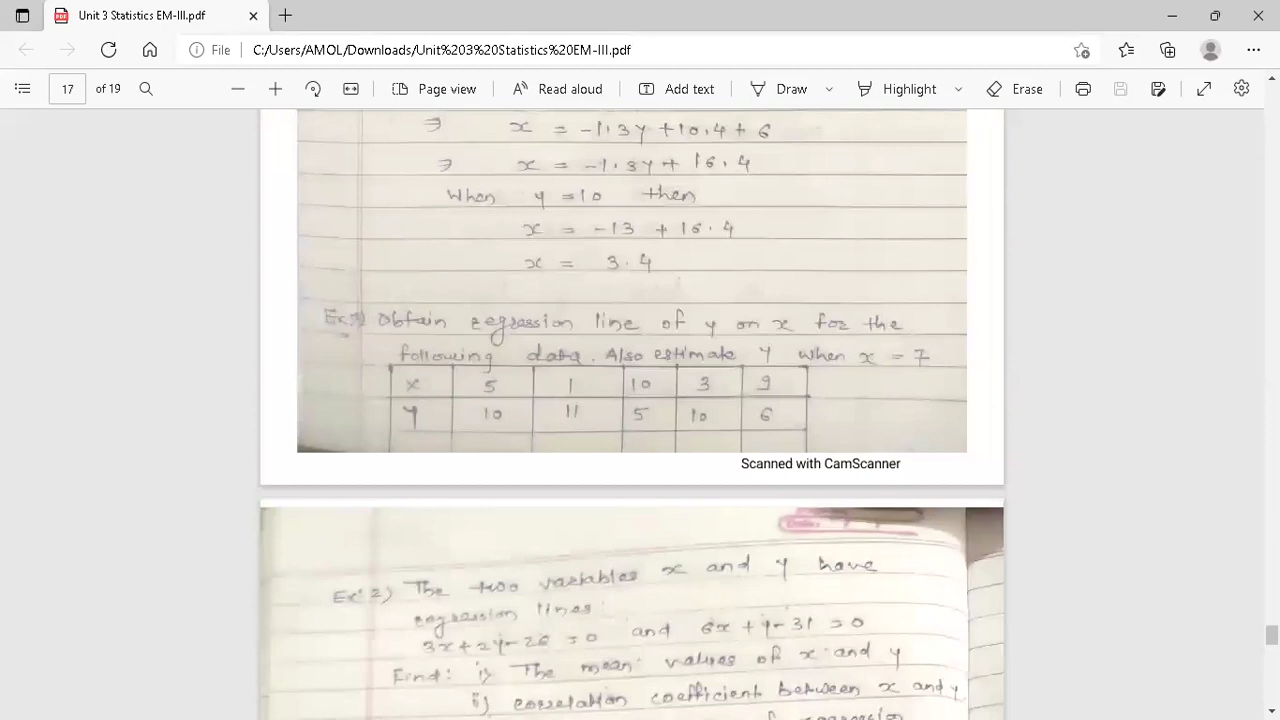 Unit 3 Statistics EM-III.pdf
File C:/Users/AMOL/Downloads/Unit%203%20Statistics%20EM-III.pdf
17 of 19 Page view Read aloud Add text Draw Highlight Erase
⇒ x = -1.3y + 10.4 + 6
⇒ x = -1.3y + 16.4
When y = 10 then
x = -13 + 16.4
x = 3.4
Obtain regression line of y on x for the
following data. Also estimate y when x = 7
x 5 1 10 3 9
y 10 11 5 10 6
Scanned with CamScanner
Ex 2) The two variables x and y have
regression lines:
3x + 2y - 26 = 0 and 6x + y - 31 = 0
Find: i) The mean values of x and y
ii) correlation coefficient between x and y